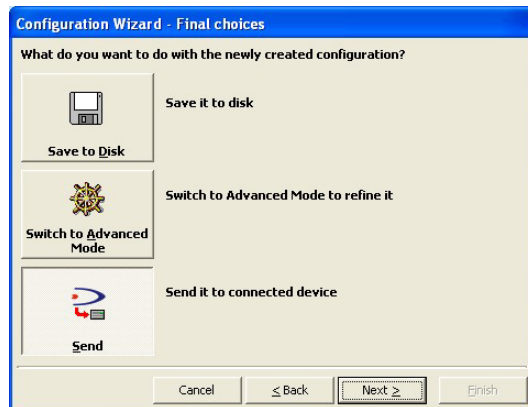 Configuration Wizard - Final choices
What do you want to do with the newly created configuration?
Save to Disk
Save it to disk
Switch to Advanced
Mode
Switch to Advanced Mode to refine it
Send
Send it to connected device
Cancel
< Back
Next >
Finish